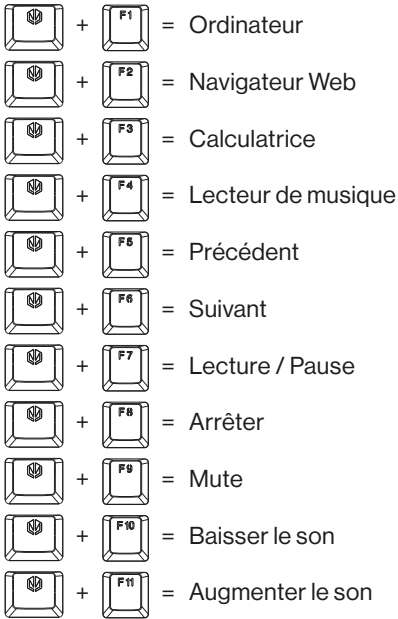 + F1 = Ordinateur
+ F2 = Navigateur Web
+ F3 = Calculatrice
+ F4 = Lecteur de musique
+ F5 = Précédent
+ F6 = Suivant
+ F7 = Lecture / Pause
+ F8 = Arrêter
+ F9 = Mute
+ F10 = Baisser le son
+ F11 = Augmenter le son